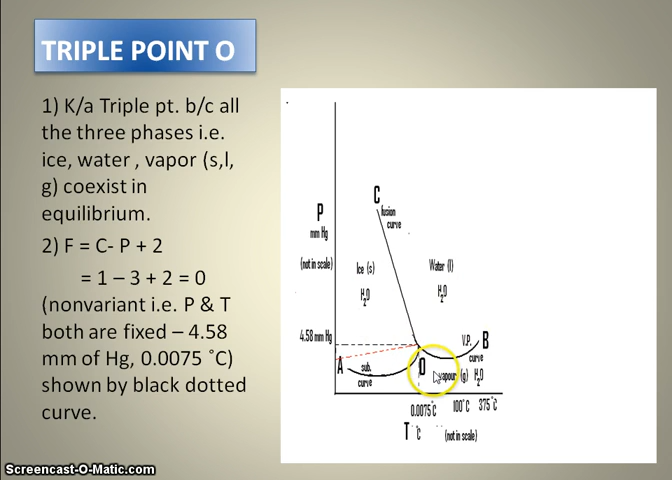 TRIPLE POINT O
1) K/a Triple pt. b/c all
the three phases i.e.
ice, water , vapor (s,l,
g) coexist in
equilibrium.
2) F = C- P + 2
= 1 – 3 + 2 = 0
(nonvariant i.e. P & T
both are fixed – 4.58
mm of Hg, 0.0075 ˚C)
shown by black dotted
curve.
P
mm Hg
(not in scale)
C
fusion
curve
Ice (s)
H2O
Water (l)
H2O
4.58 mm Hg
A
sub.
curve
O
V.P.
curve
B
vapour (g) H2O
0.0075°C
100°C
375°C
T °C
(not in scale)
Screencast-O-Matic.com